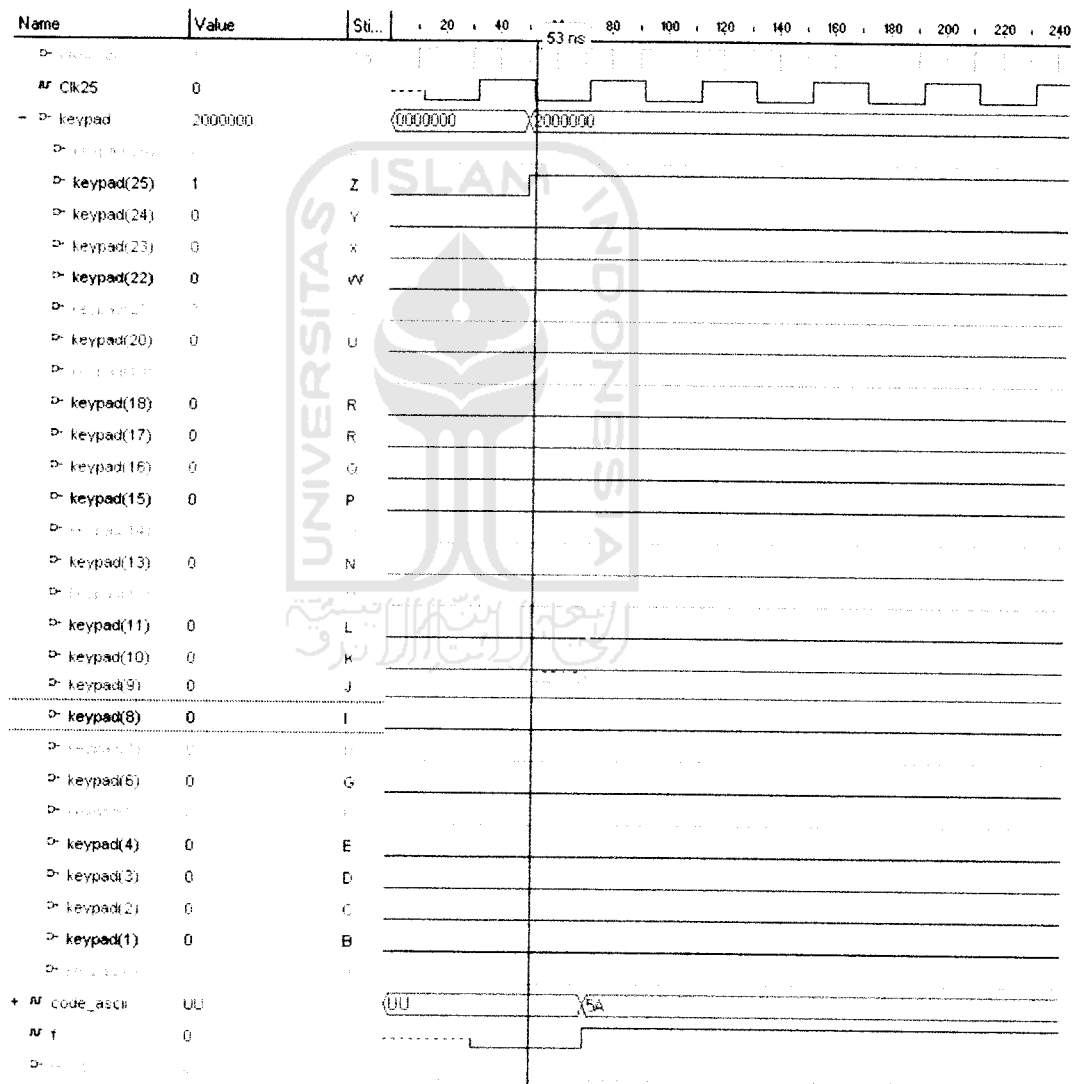 Name Value Sti... 20 40 80 100 120 140 160 180 200 220 240
53 ns
Clk25 0
keypad 2000000 0000000 2000000
keypad(25) 1 Z
keypad(24) 0 Y
keypad(23) 0 X
keypad(22) 0 W
keypad(20) 0 U
keypad(18) 0 R
keypad(17) 0 R
keypad(16) 0 Q
keypad(15) 0 P
keypad(13) 0 N
keypad(11) 0 L
keypad(10) 0 K
keypad(9) 0 J
keypad(8) 0 I
keypad(6) 0 G
keypad(4) 0 E
keypad(3) 0 D
keypad(2) 0 C
keypad(1) 0 B
code_ascii UU UU 5A
f 0
UNIVERSITAS ISLAM INDONESIA